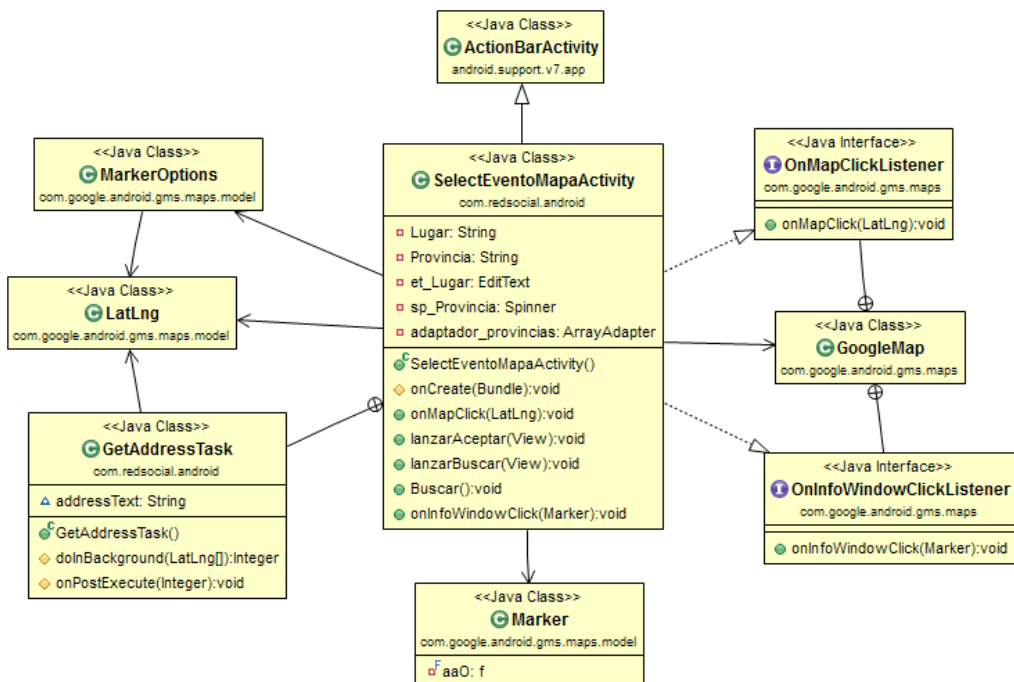 <<Java Class>>
ActionBarActivity
android.support.v7.app
<<Java Class>>
MarkerOptions
com.google.android.gms.maps.model
<<Java Class>>
SelectEventoMapaActivity
com.redsocial.android
Lugar: String
Provincia: String
et_Lugar: EditText
sp_Provincia: Spinner
adaptador_provincias: ArrayAdapter
SelectEventoMapaActivity()
onCreate(Bundle):void
onMapClick(LatLng):void
lanzarAceptar(View):void
lanzarBuscar(View):void
Buscar():void
onInfoWindowClick(Marker):void
<<Java Interface>>
OnMapClickListener
com.google.android.gms.maps
onMapClick(LatLng):void
<<Java Class>>
LatLng
com.google.android.gms.maps.model
<<Java Class>>
GoogleMap
com.google.android.gms.maps
<<Java Class>>
GetAddressTask
com.redsocial.android
addressText: String
GetAddressTask()
doInBackground(LatLng[]):Integer
onPostExecute(Integer):void
<<Java Interface>>
OnInfoWindowClickListener
com.google.android.gms.maps
onInfoWindowClick(Marker):void
<<Java Class>>
Marker
com.google.android.gms.maps.model
aaO: f